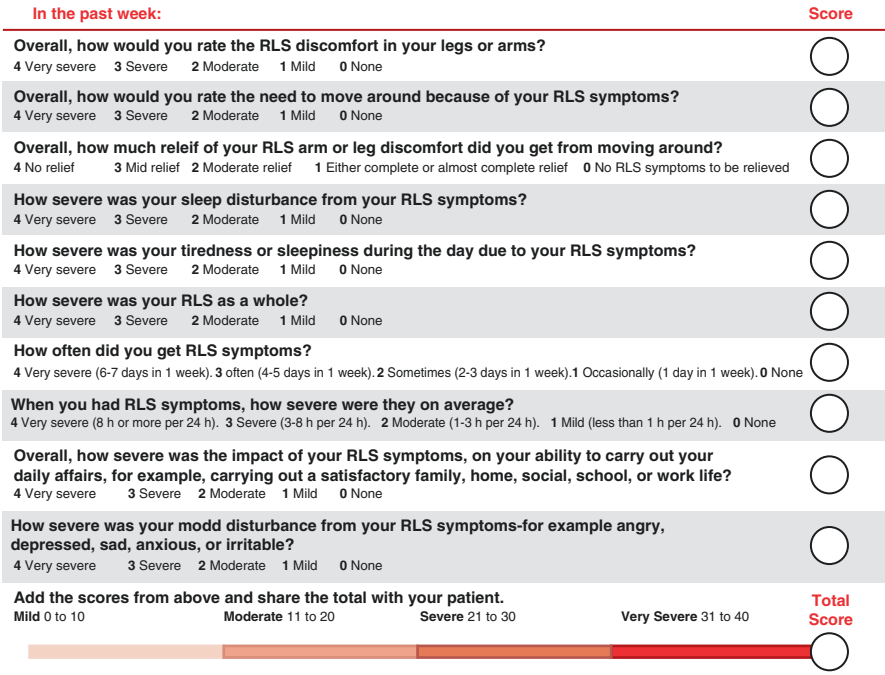 In the past week: Score
Overall, how would you rate the RLS discomfort in your legs or arms?
4 Very severe 3 Severe 2 Moderate 1 Mild 0 None
Overall, how would you rate the need to move around because of your RLS symptoms?
4 Very severe 3 Severe 2 Moderate 1 Mild 0 None
Overall, how much releif of your RLS arm or leg discomfort did you get from moving around?
4 No relief 3 Mid relief 2 Moderate relief 1 Either complete or almost complete relief 0 No RLS symptoms to be relieved
How severe was your sleep disturbance from your RLS symptoms?
4 Very severe 3 Severe 2 Moderate 1 Mild 0 None
How severe was your tiredness or sleepiness during the day due to your RLS symptoms?
4 Very severe 3 Severe 2 Moderate 1 Mild 0 None
How severe was your RLS as a whole?
4 Very severe 3 Severe 2 Moderate 1 Mild 0 None
How often did you get RLS symptoms?
4 Very severe (6-7 days in 1 week). 3 often (4-5 days in 1 week). 2 Sometimes (2-3 days in 1 week).1 Occasionally (1 day in 1 week). 0 None
When you had RLS symptoms, how severe were they on average?
4 Very severe (8 h or more per 24 h). 3 Severe (3-8 h per 24 h). 2 Moderate (1-3 h per 24 h). 1 Mild (less than 1 h per 24 h). 0 None
Overall, how severe was the impact of your RLS symptoms, on your ability to carry out your
daily affairs, for example, carrying out a satisfactory family, home, social, school, or work life?
4 Very severe 3 Severe 2 Moderate 1 Mild 0 None
How severe was your modd disturbance from your RLS symptoms-for example angry,
depressed, sad, anxious, or irritable?
4 Very severe 3 Severe 2 Moderate 1 Mild 0 None
Add the scores from above and share the total with your patient.
Mild 0 to 10 Moderate 11 to 20 Severe 21 to 30 Very Severe 31 to 40
Total
Score